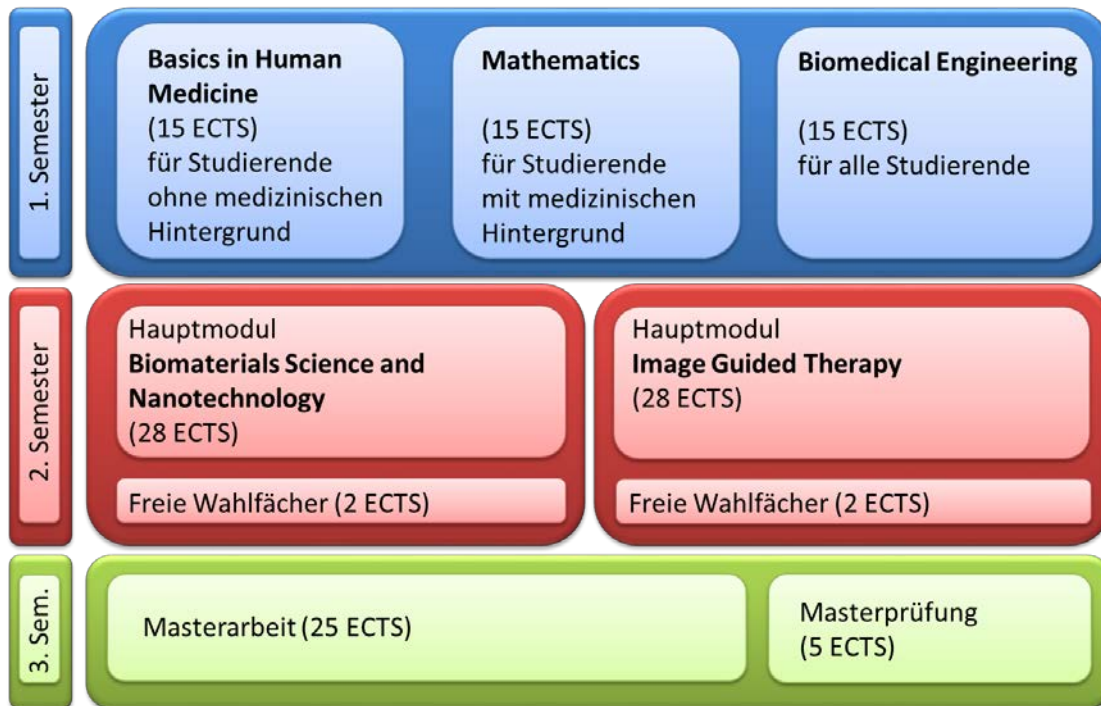 1. Semester
Basics in Human
Medicine
(15 ECTS)
für Studierende
ohne medizinischen
Hintergrund
Mathematics
(15 ECTS)
für Studierende
mit medizinischen
Hintergrund
Biomedical Engineering
(15 ECTS)
für alle Studierende
2. Semester
Hauptmodul
Biomaterials Science and
Nanotechnology
(28 ECTS)
Freie Wahlfächer (2 ECTS)
Hauptmodul
Image Guided Therapy
(28 ECTS)
Freie Wahlfächer (2 ECTS)
3. Sem.
Masterarbeit (25 ECTS)
Masterprüfung
(5 ECTS)